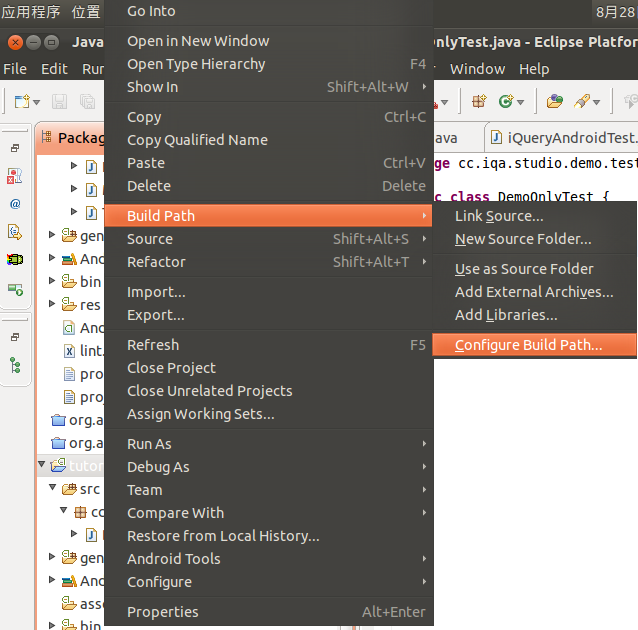 应用程序 位置
8月28
Java
OnlyTest.java - Eclipse Platfor
File Edit Run
Window Help
Packag
ava
iQueryAndroidTest.
ge cc.iqa.studio.demo.test
c class DemoOnlyTest {
gen
And
bin
res
And
lint.
pro
proj
org.a
org.a
tutor
src
cc
gen
And
asse
bin
Go Into
Open in New Window
Open Type Hierarchy F4
Show In Shift+Alt+W
Copy Ctrl+C
Copy Qualified Name
Paste Ctrl+V
Delete Delete
Build Path
Source Shift+Alt+S
Refactor Shift+Alt+T
Import...
Export...
Refresh F5
Close Project
Close Unrelated Projects
Assign Working Sets...
Run As
Debug As
Team
Compare With
Restore from Local History...
Android Tools
Configure
Properties Alt+Enter
Link Source...
New Source Folder...
Use as Source Folder
Add External Archives...
Add Libraries...
Configure Build Path...